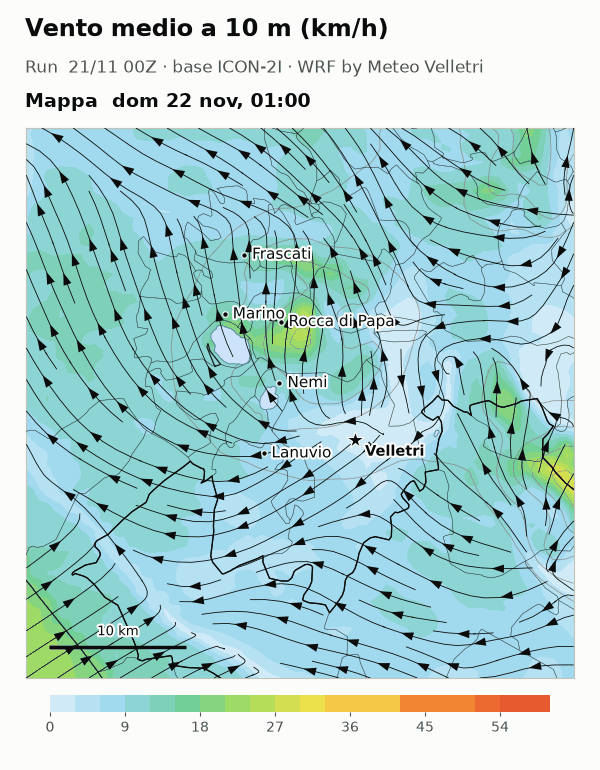 Vento medio a 10 m (km/h)
Run  21/11 00Z · base ICON-2I · WRF by Meteo Velletri
Mappa  dom 22 nov, 01:00
Frascati
Marino
Rocca di Papa
Nemi
Velletri
Lanuvio
10 km
0 9 18 27 36 45 54